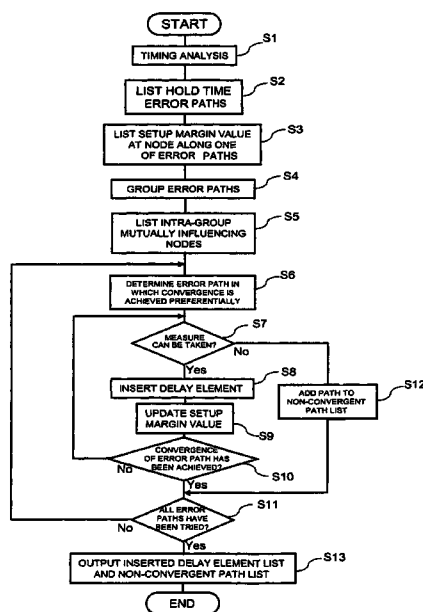 START
S1
TIMING ANALYSIS
S2
LIST HOLD TIME
ERROR PATHS
S3
LIST SETUP MARGIN VALUE
AT NODE ALONG ONE
OF ERROR PATHS
S4
GROUP ERROR PATHS
S5
LIST INTRA-GROUP
MUTUALLY INFLUENCING
NODES
S6
DETERMINE ERROR PATH IN
WHICH CONVERGENCE IS
ACHIEVED PREFERENTIALLY
S7
MEASURE
CAN BE TAKEN?
No
Yes
S8
INSERT DELAY ELEMENT
S12
ADD PATH TO
NON-CONVERGENT
PATH LIST
UPDATE SETUP
MARGIN VALUE
S9
CONVERGENCE
OF ERROR PATH HAS
BEEN ACHIEVED?
No
S10
Yes
S11
ALL ERROR
PATHS HAVE
BEEN TRIED?
No
Yes
S13
OUTPUT INSERTED DELAY ELEMENT LIST
AND NON-CONVERGENT PATH LIST
END